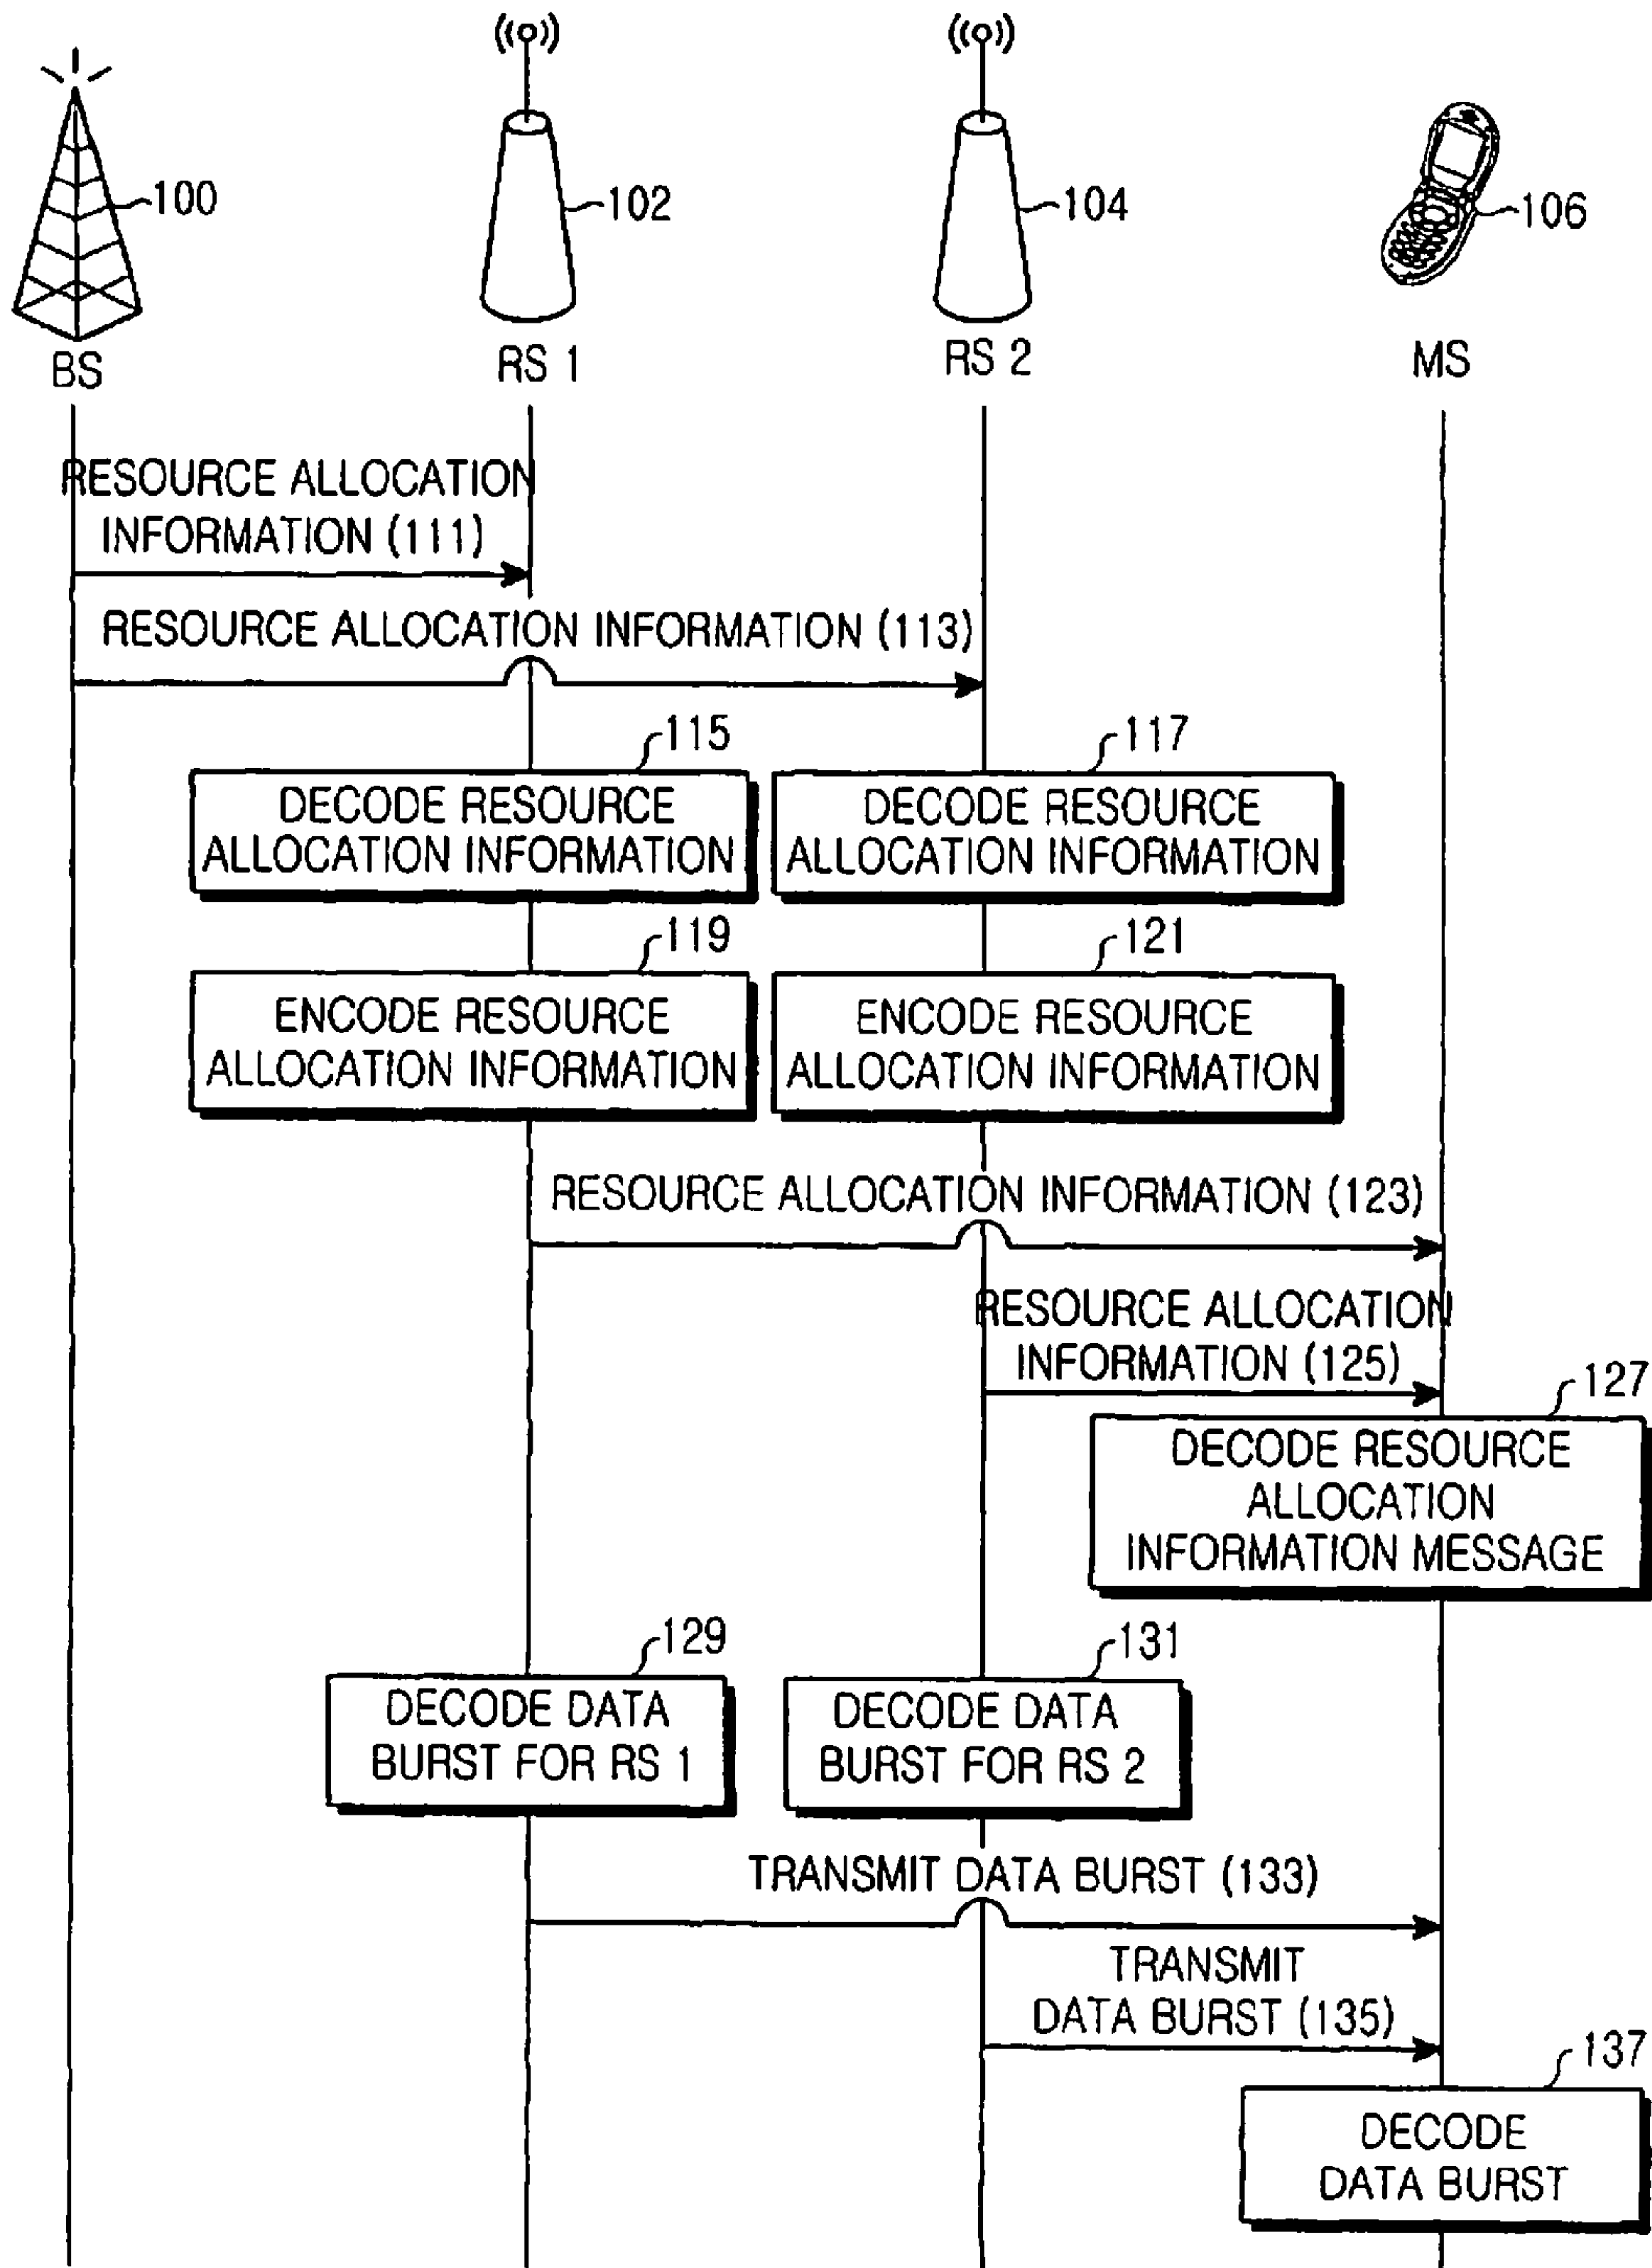 100
102
104
106
BS
RS 1
RS 2
MS
RESOURCE ALLOCATION
INFORMATION (111)
RESOURCE ALLOCATION INFORMATION (113)
115
DECODE RESOURCE
ALLOCATION INFORMATION
117
DECODE RESOURCE
ALLOCATION INFORMATION
119
ENCODE RESOURCE
ALLOCATION INFORMATION
121
ENCODE RESOURCE
ALLOCATION INFORMATION
RESOURCE ALLOCATION INFORMATION (123)
RESOURCE ALLOCATION
INFORMATION (125)
127
DECODE RESOURCE
ALLOCATION
INFORMATION MESSAGE
129
DECODE DATA
BURST FOR RS 1
131
DECODE DATA
BURST FOR RS 2
TRANSMIT DATA BURST (133)
TRANSMIT
DATA BURST (135)
137
DECODE
DATA BURST